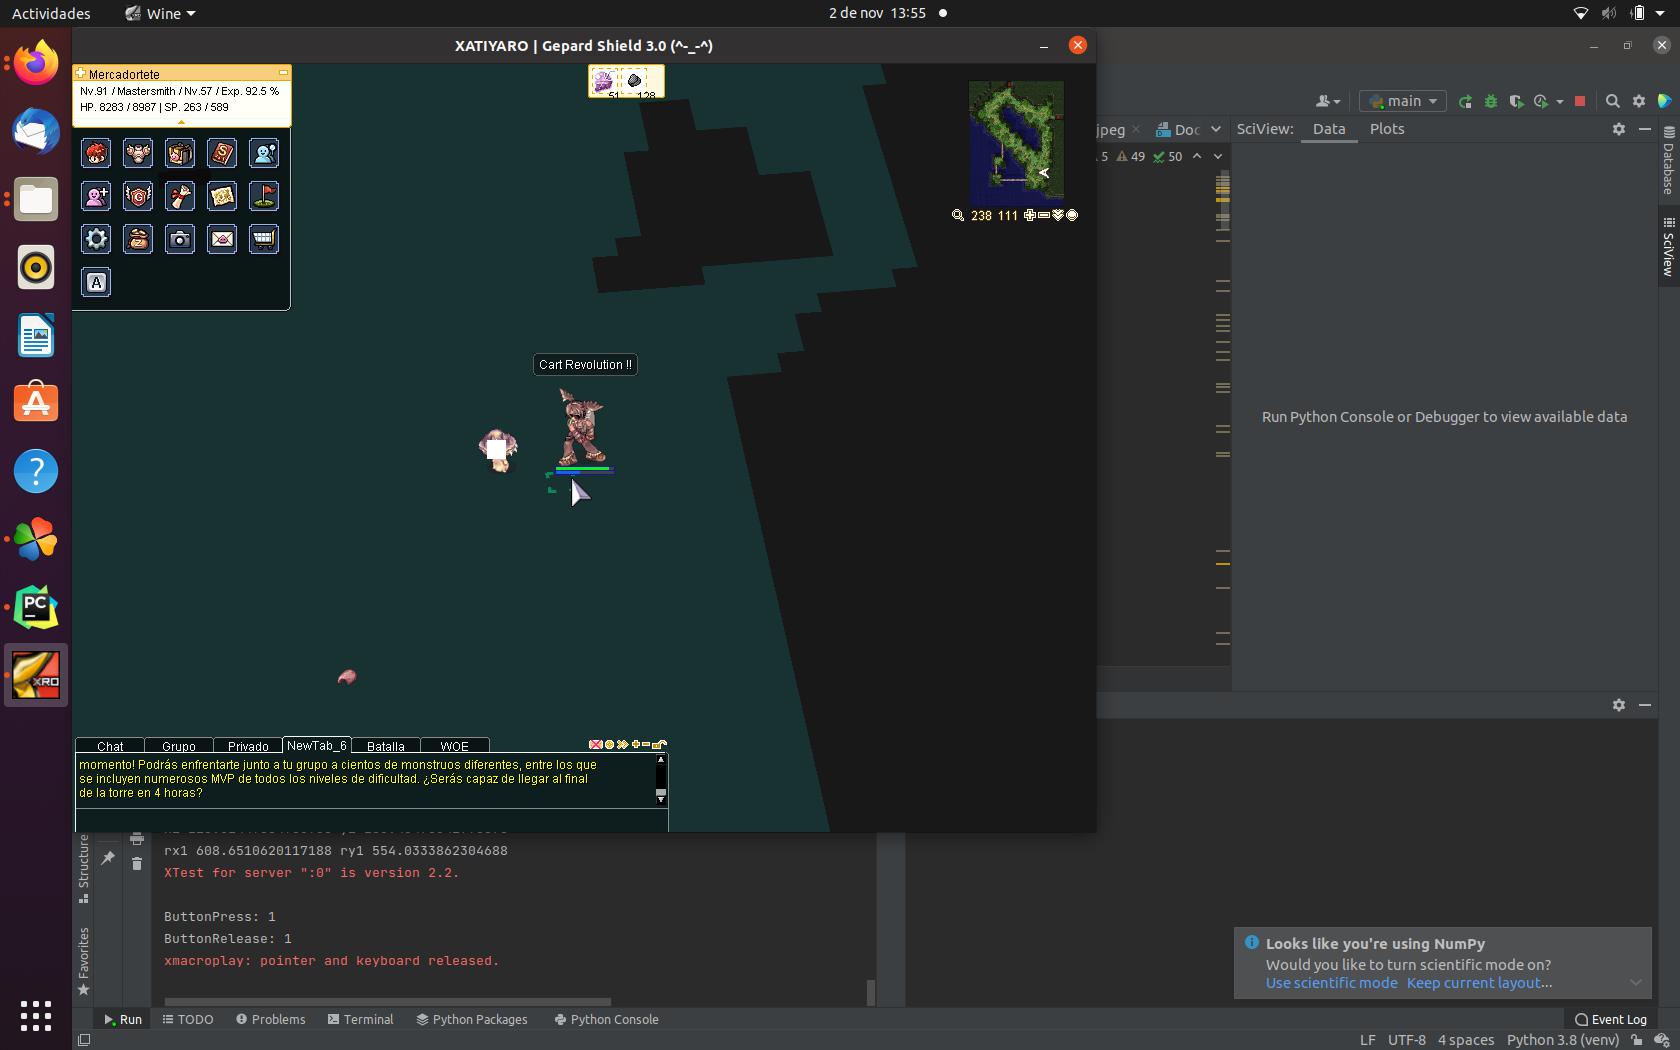 Actividades
Wine
2 de nov 13:55
XATIYARO | Gepard Shield 3.0 (^-_-^)
Mercadortete
Nv.91 / Mastersmith / Nv.57 / Exp. 92.5 %
HP. 8283 / 8987 | SP. 263 / 589
51
128
238 111
Cart Revolution !!
Chat
Grupo
Privado
NewTab_6
Batalla
WOE
momento! Podrás enfrentarte junto a tu grupo a cientos de monstruos diferentes, entre los que
se incluyen numerosos MVP de todos los niveles de dificultad. ¿Serás capaz de llegar al final
de la torre en 4 horas?
main
jpeg
Doc
5
49
50
SciView:
Data
Plots
Database
SciView
Run Python Console or Debugger to view available data
rx1 608.6510620117188 ry1 554.0333862304688
XTest for server ":0" is version 2.2.
ButtonPress: 1
ButtonRelease: 1
xmacroplay: pointer and keyboard released.
Structure
Favorites
Looks like you're using NumPy
Would you like to turn scientific mode on?
Use scientific mode Keep current layout...
Run
TODO
Problems
Terminal
Python Packages
Python Console
Event Log
LF UTF-8 4 spaces Python 3.8 (venv)
PC
XRO